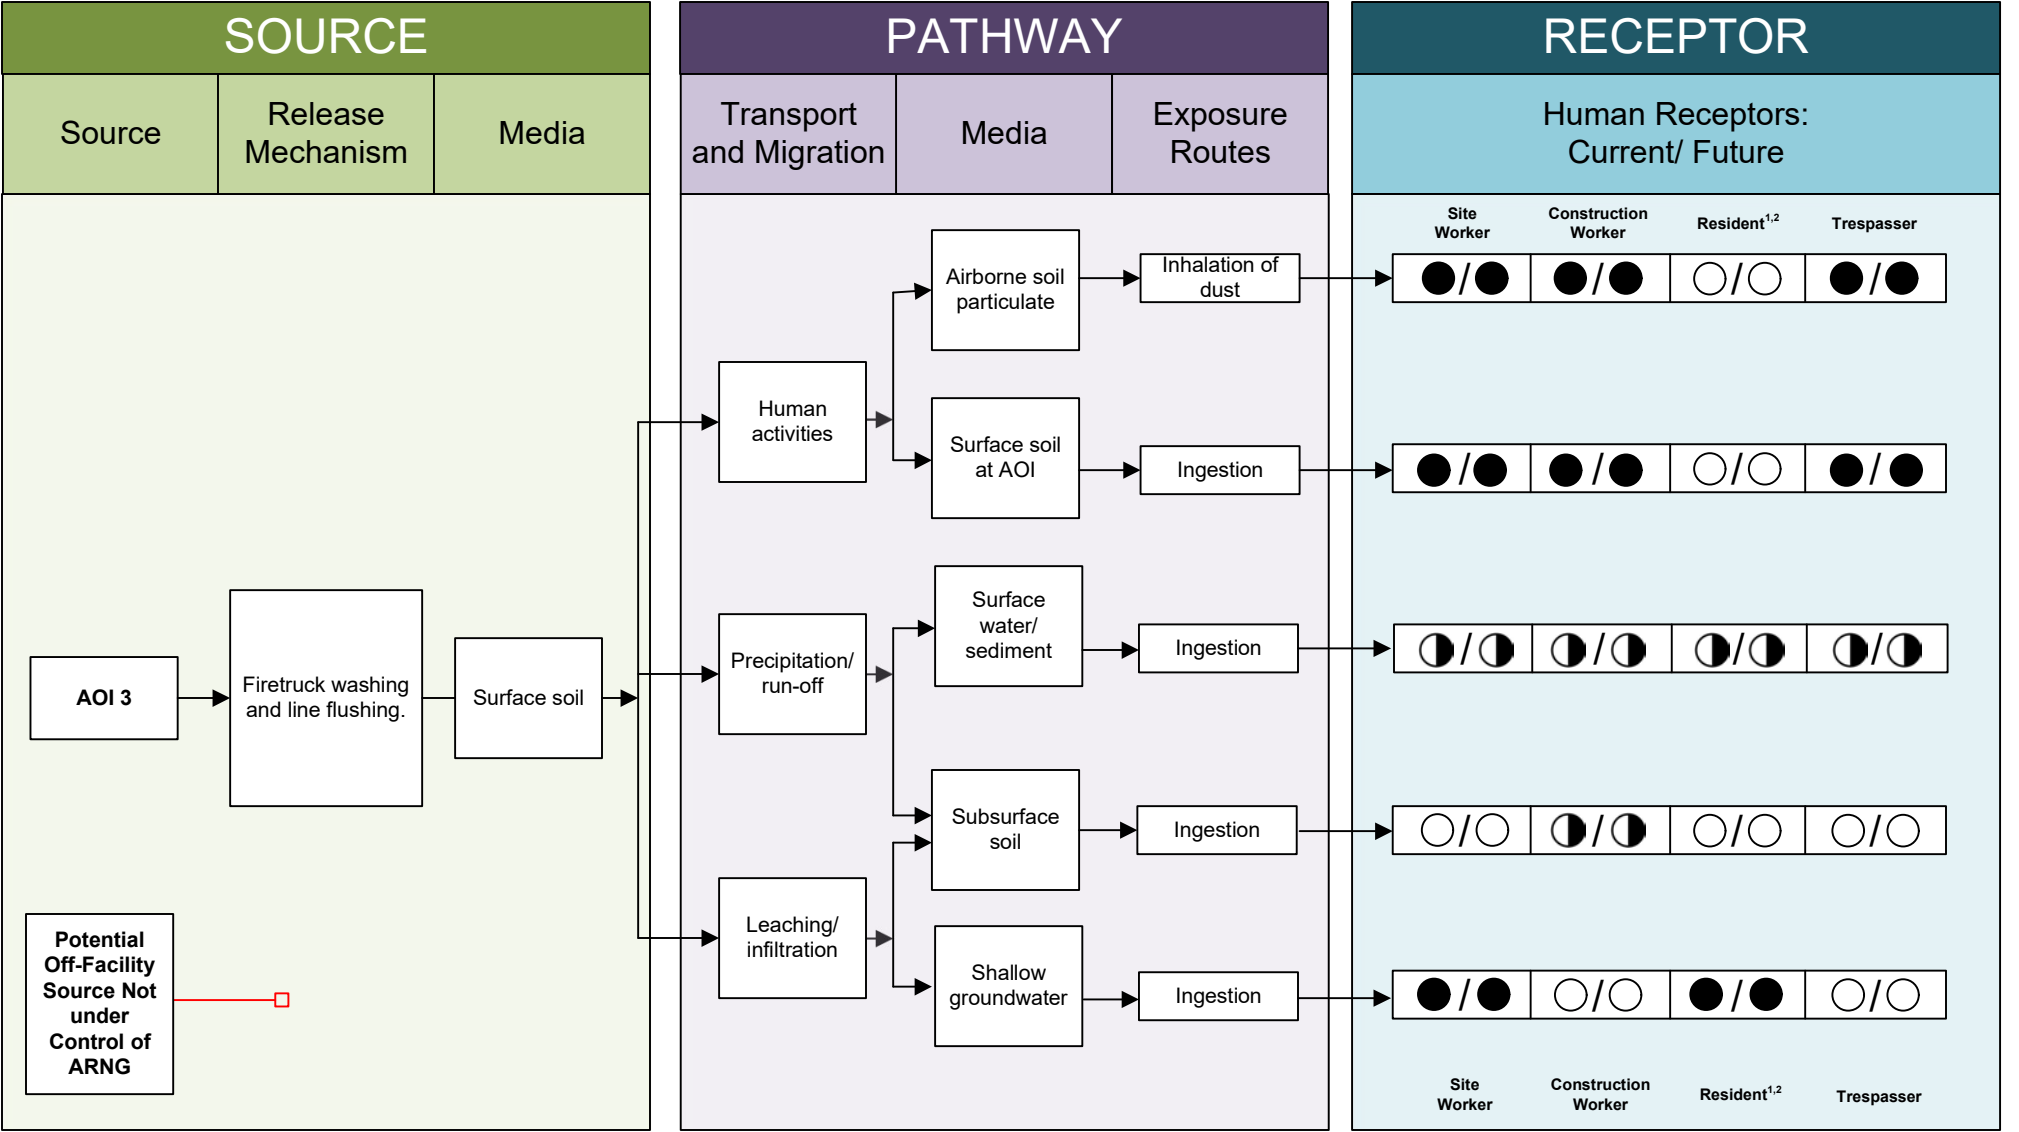 SOURCE
PATHWAY
RECEPTOR
Source
Release
Mechanism
Media
Transport
and Migration
Media
Exposure
Routes
Human Receptors:
Current/ Future
Site
Worker
Construction
Worker
Resident1,2
Trespasser
Airborne soil
particulate
Inhalation of
dust
/
/
/
/
Human
activities
Surface soil
at AOI
Ingestion
/
/
/
/
AOI 3
Firetruck washing
and line flushing.
Surface soil
Precipitation/
run-off
Surface
water/
sediment
Ingestion
/
/
/
/
Subsurface
soil
Ingestion
/
/
/
/
Potential
Off-Facility
Source Not
under
Control of
ARNG
Leaching/
infiltration
Shallow
groundwater
Ingestion
/
/
/
/
Site
Worker
Construction
Worker
Resident1,2
Trespasser